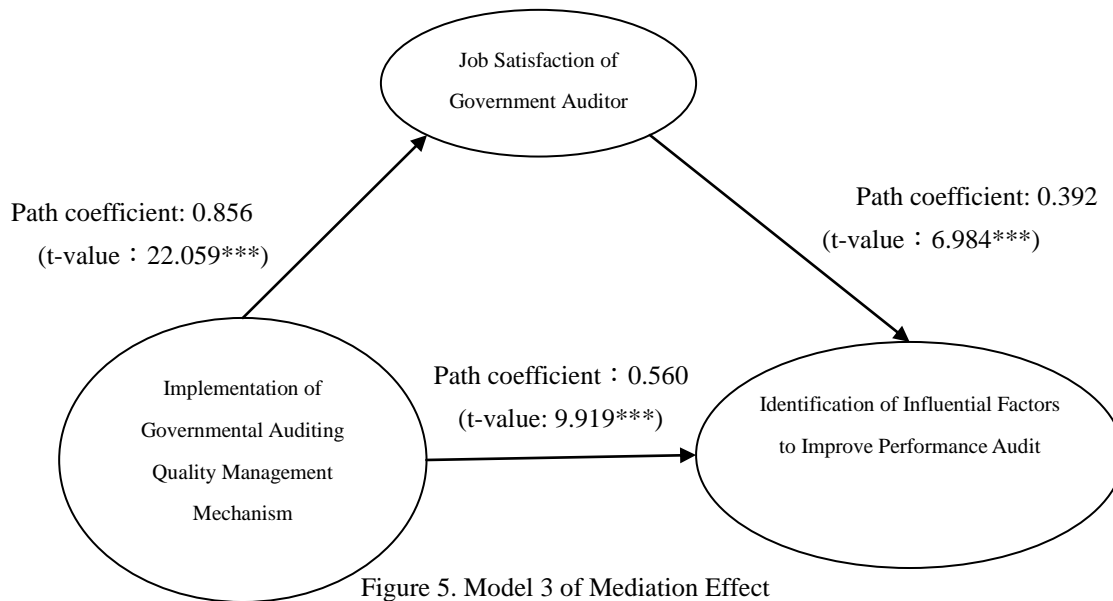 Job Satisfaction of
Government Auditor
Path coefficient: 0.856
(t-value：22.059***)
Path coefficient: 0.392
(t-value：6.984***)
Implementation of
Governmental Auditing
Quality Management
Mechanism
Path coefficient：0.560
(t-value: 9.919***)
Identification of Influential Factors
to Improve Performance Audit
Figure 5. Model 3 of Mediation Effect